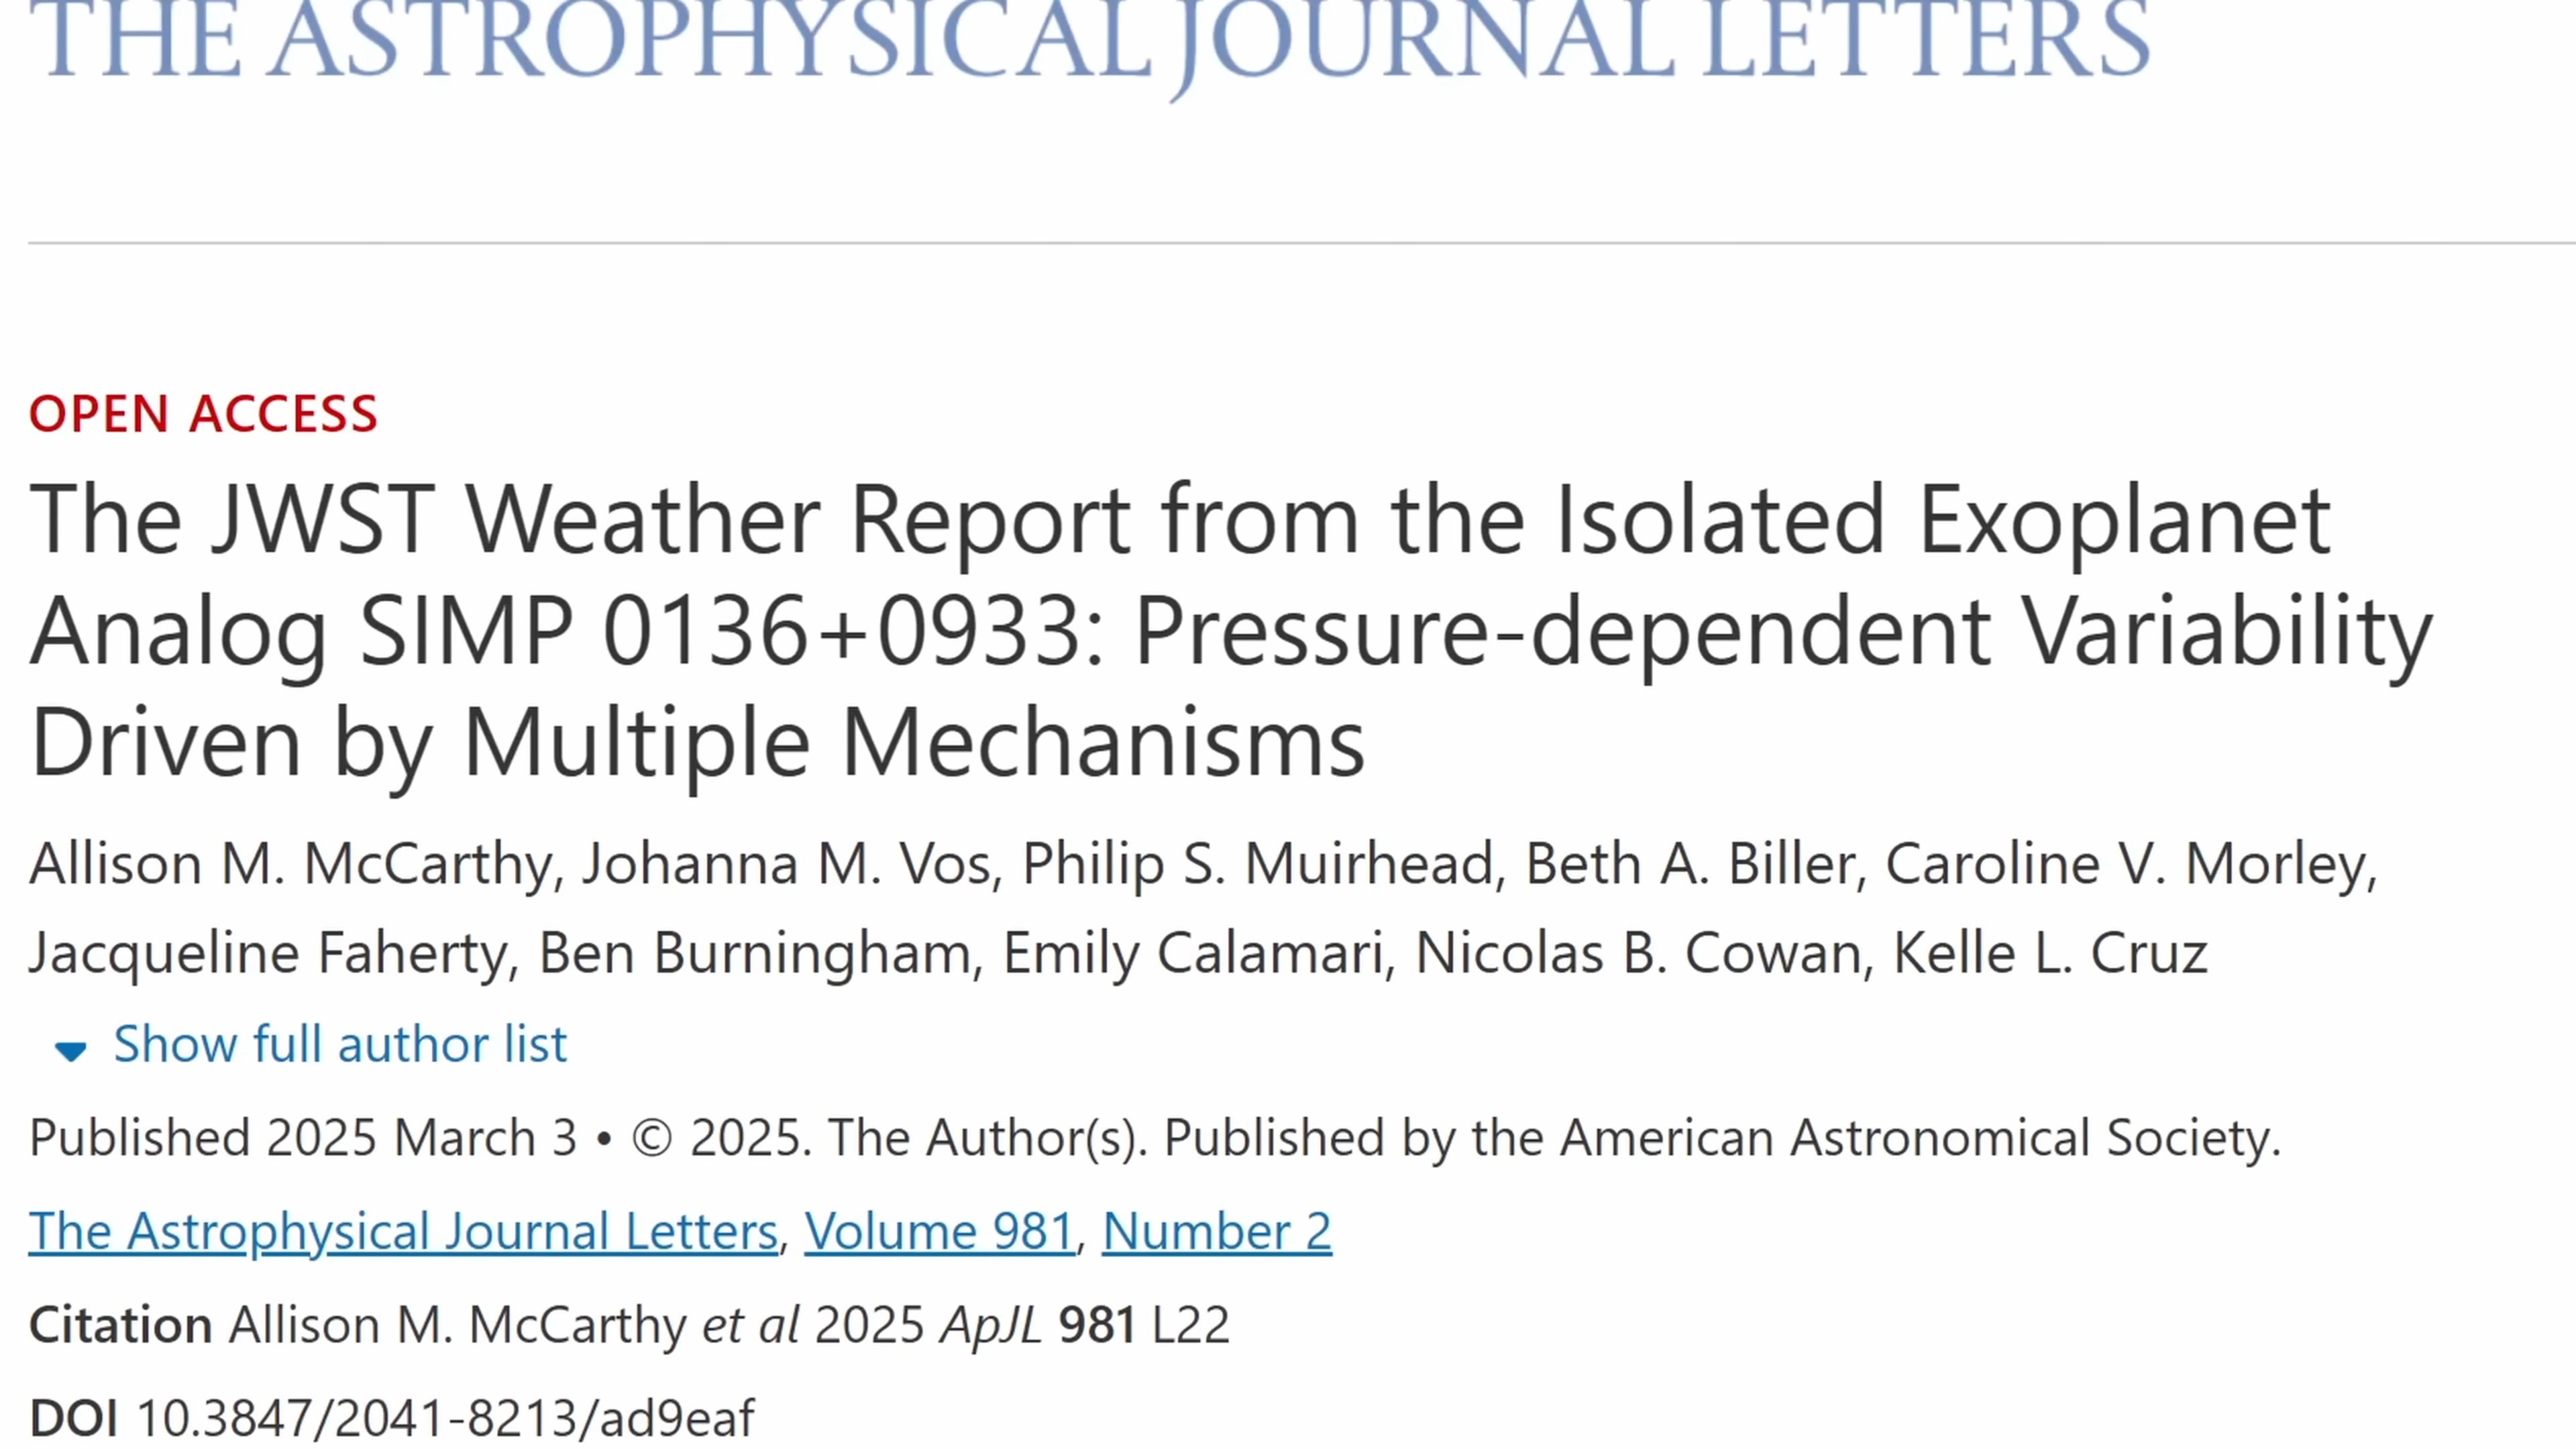 THE ASTROPHYSICAL JOURNAL LETTERS
OPEN ACCESS
The JWST Weather Report from the Isolated Exoplanet
Analog SIMP 0136+0933: Pressure-dependent Variability
Driven by Multiple Mechanisms
Allison M. McCarthy, Johanna M. Vos, Philip S. Muirhead, Beth A. Biller, Caroline V. Morley,
Jacqueline Faherty, Ben Burningham, Emily Calamari, Nicolas B. Cowan, Kelle L. Cruz
Show full author list
Published 2025 March 3 • © 2025. The Author(s). Published by the American Astronomical Society.
The Astrophysical Journal Letters, Volume 981, Number 2
Citation Allison M. McCarthy et al 2025 ApJL 981 L22
DOI 10.3847/2041-8213/ad9eaf